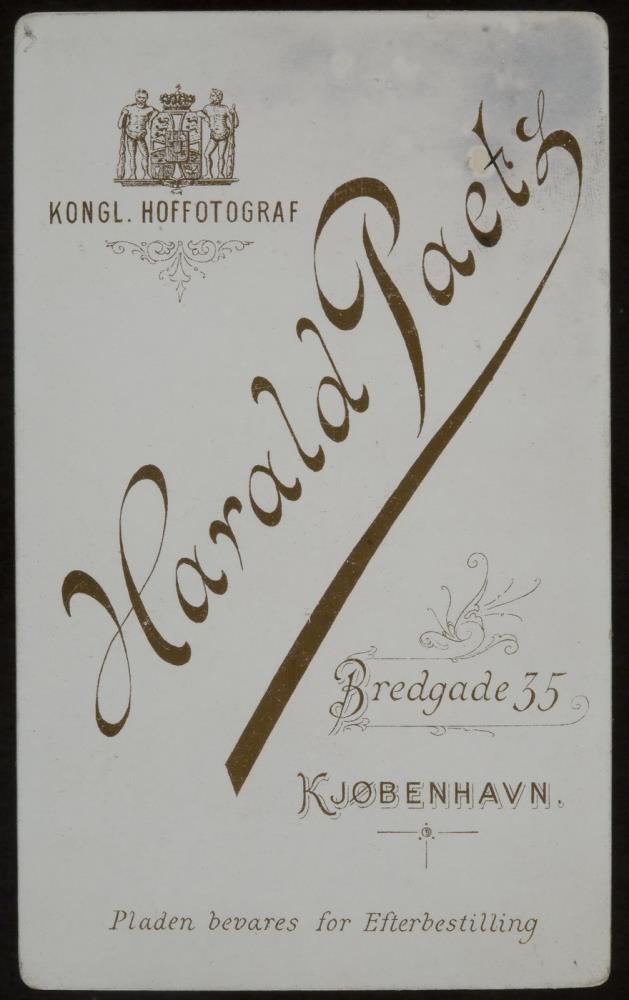 KONGL. HOFFOTOGRAF
Harald Paetz
Bredgade 35
KJØBENHAVN.
Pladen bevares for Efterbestilling